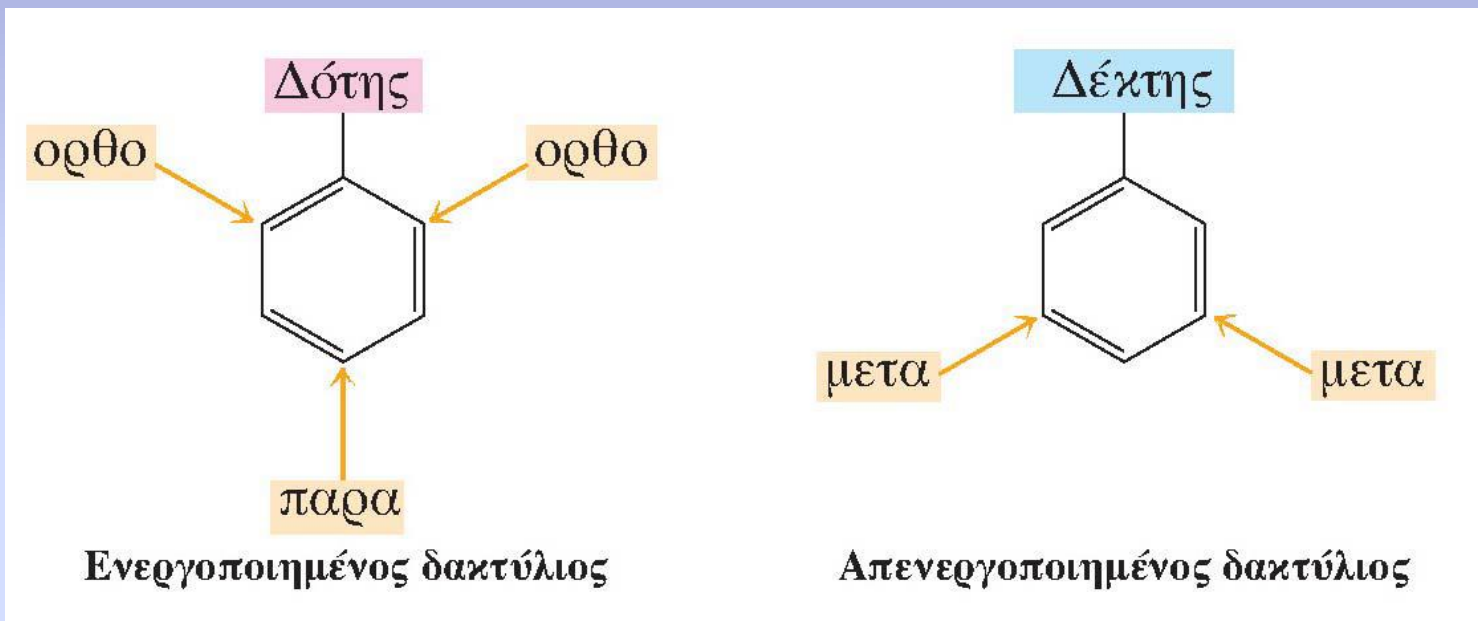 Δότης
ορθο
ορθο
παρα
Ενεργοποιημένος δακτύλιος
Δέκτης
μετα
μετα
Απενεργοποιημένος δακτύλιος